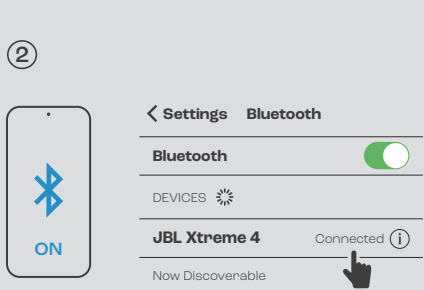 2
Settings Bluetooth
Bluetooth
DEVICES
ON
JBL Xtreme 4 Connected i
Now Discoverable